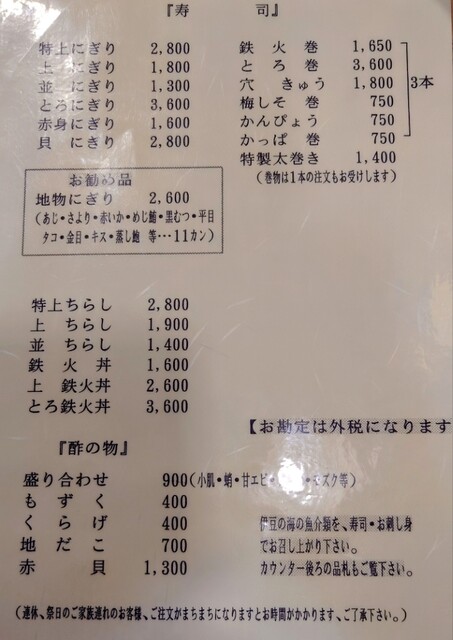 『寿　司』
特上にぎり 2,800
上　にぎり 1,800
並　にぎり 1,300
とろにぎり 3,600
赤身にぎり 1,600
貝　にぎり 2,800
鉄　火　巻 1,650
と　ろ　巻 3,600
穴　きゅう 1,800
梅しそ　巻 750
かんぴょう 750
かっぱ　巻 750
3本
特製太巻き 1,400
(巻物は1本の注文もお受けします)
お勧め品
地物にぎり 2,600
(あじ・さより・赤いか・めじ鮪・黒むつ・平目
タコ・金目・キス・蒸し鮑 等…11カン)
特上ちらし 2,800
上　ちらし 1,900
並　ちらし 1,400
鉄　火　丼 1,600
上　鉄火丼 2,600
とろ鉄火丼 3,600
【お勘定は外税になります
『酢の物』
盛り合わせ 900(小肌・蛸・甘エビ・ ・モズク等)
も　ず　く 400
く　ら　げ 400
地　だ　こ 700
赤　　　貝 1,300
伊豆の海の魚介類を、寿司・お刺し身
でお召し上がり下さい。
カウンター後ろの品札もご覧下さい。
(連休、祭日のご家族連れのお客様、ご注文がまちまちになりますとお時間がかかります、ご了承下さい。)